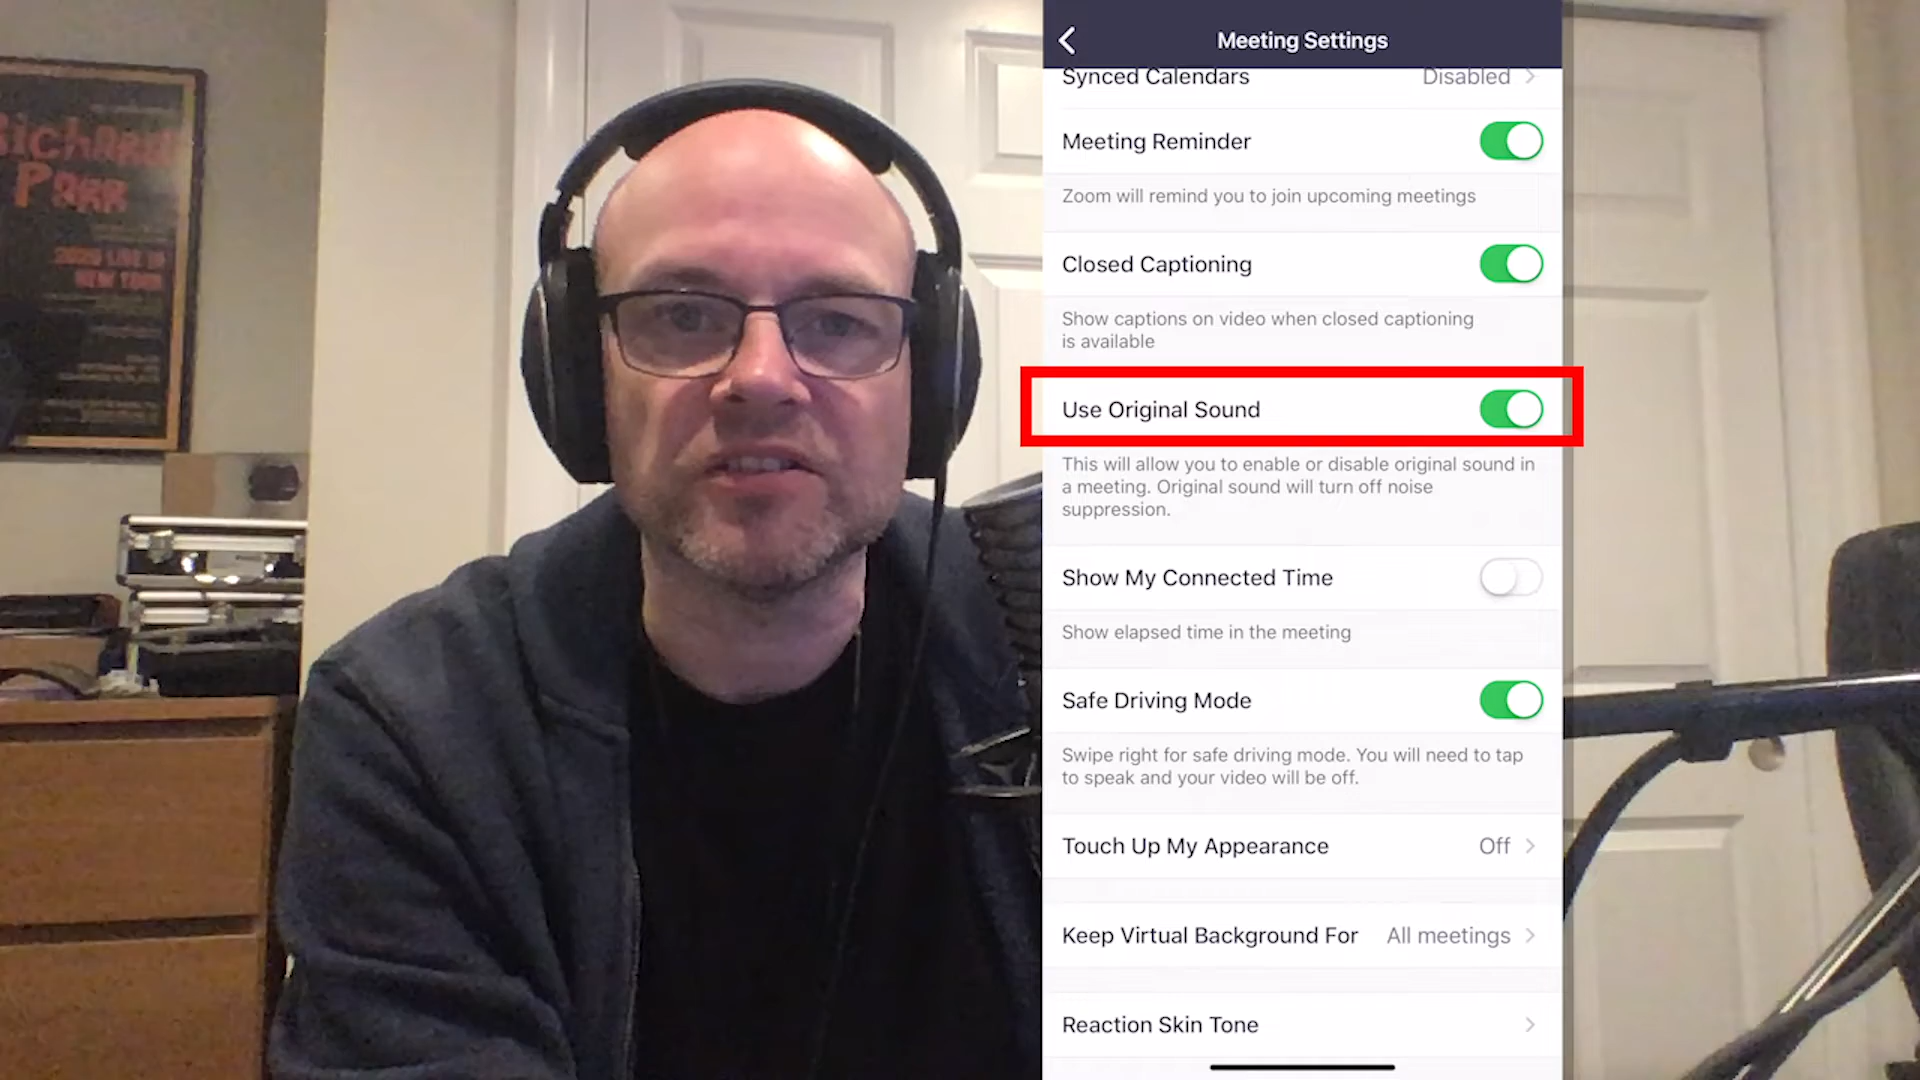 Richard
Parr
Meeting Settings
Synced Calendars
Disabled
Meeting Reminder
Zoom will remind you to join upcoming meetings
Closed Captioning
Show captions on video when closed captioning
is available
Use Original Sound
This will allow you to enable or disable original sound in
a meeting. Original sound will turn off noise
suppression.
Show My Connected Time
Show elapsed time in the meeting
Safe Driving Mode
Swipe right for safe driving mode. You will need to tap
to speak and your video will be off.
Touch Up My Appearance
Off
Keep Virtual Background For
All meetings
Reaction Skin Tone